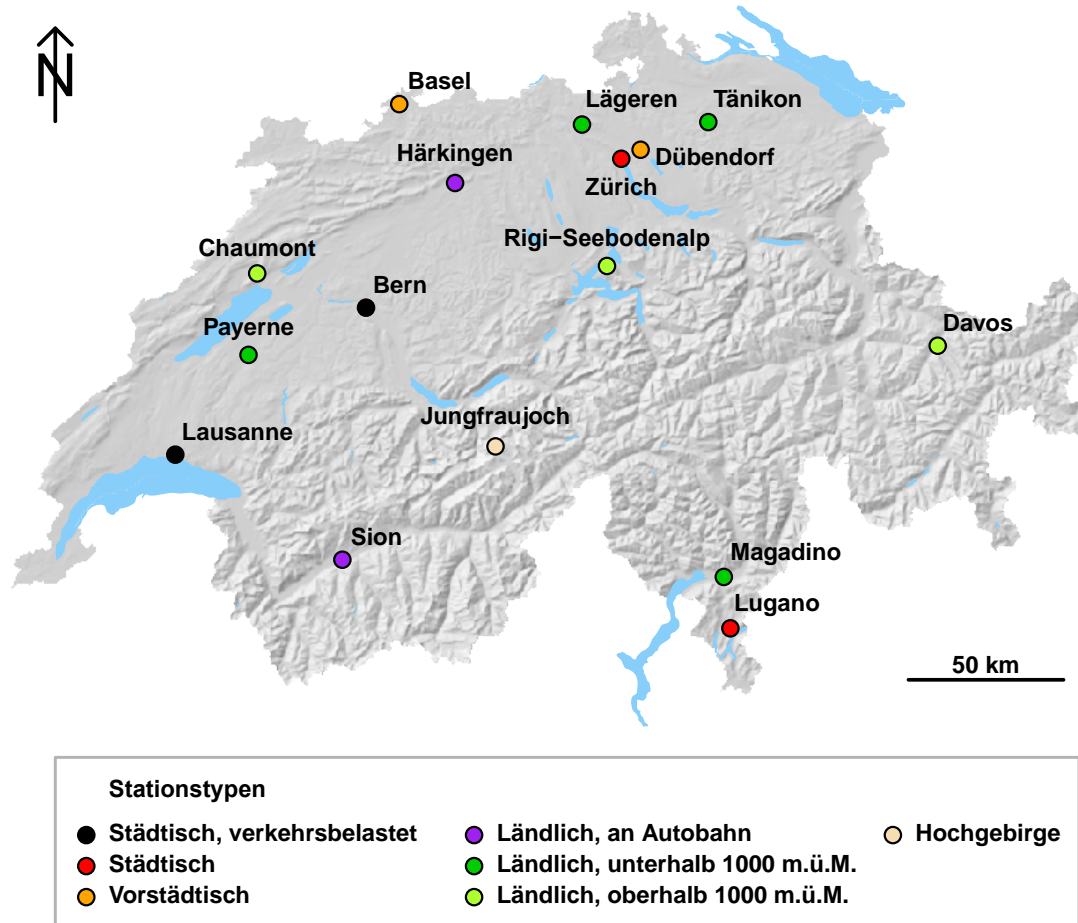 N
Basel
Lägeren
Tänikon
Härkingen
Dübendorf
Zürich
Rigi−Seebodenalp
Chaumont
Bern
Payerne
Davos
Jungfraujoch
Lausanne
Sion
Magadino
Lugano
50 km
Stationstypen
Städtisch, verkehrsbelastet
Städtisch
Vorstädtisch
Ländlich, an Autobahn
Ländlich, unterhalb 1000 m.ü.M.
Ländlich, oberhalb 1000 m.ü.M.
Hochgebirge